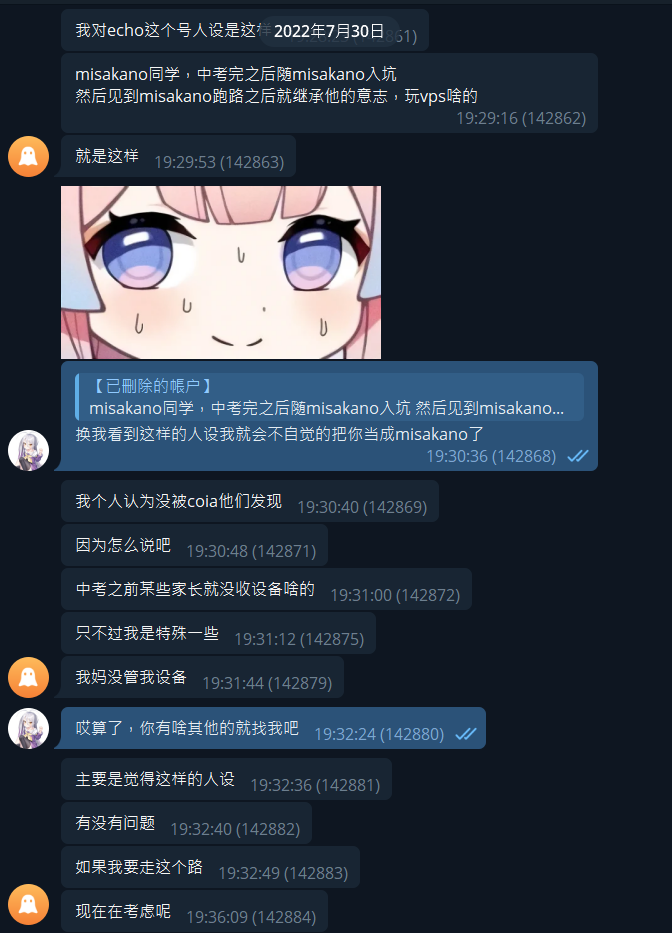 我对echo这个号人设是这样
2022年7月30日
61)
misakano同学，中考完之后随misakano入坑
然后见到misakano跑路之后就继承他的意志，玩vps啥的
19:29:16 (142862)
就是这样 19:29:53 (142863)
【已刪除的帳户】
misakano同学，中考完之后随misakano入坑 然后见到misakano...
换我看到这样的人设我就会不自觉的把你当成misakano了
19:30:36 (142868)
我个人认为没被coia他们发现 19:30:40 (142869)
因为怎么说吧 19:30:48 (142871)
中考之前某些家长就没收设备啥的 19:31:00 (142872)
只不过我是特殊一些 19:31:12 (142875)
我妈没管我设备 19:31:44 (142879)
哎算了，你有啥其他的就找我吧 19:32:24 (142880)
主要是觉得这样的人设 19:32:36 (142881)
有没有问题 19:32:40 (142882)
如果我要走这个路 19:32:49 (142883)
现在在考虑呢 19:36:09 (142884)